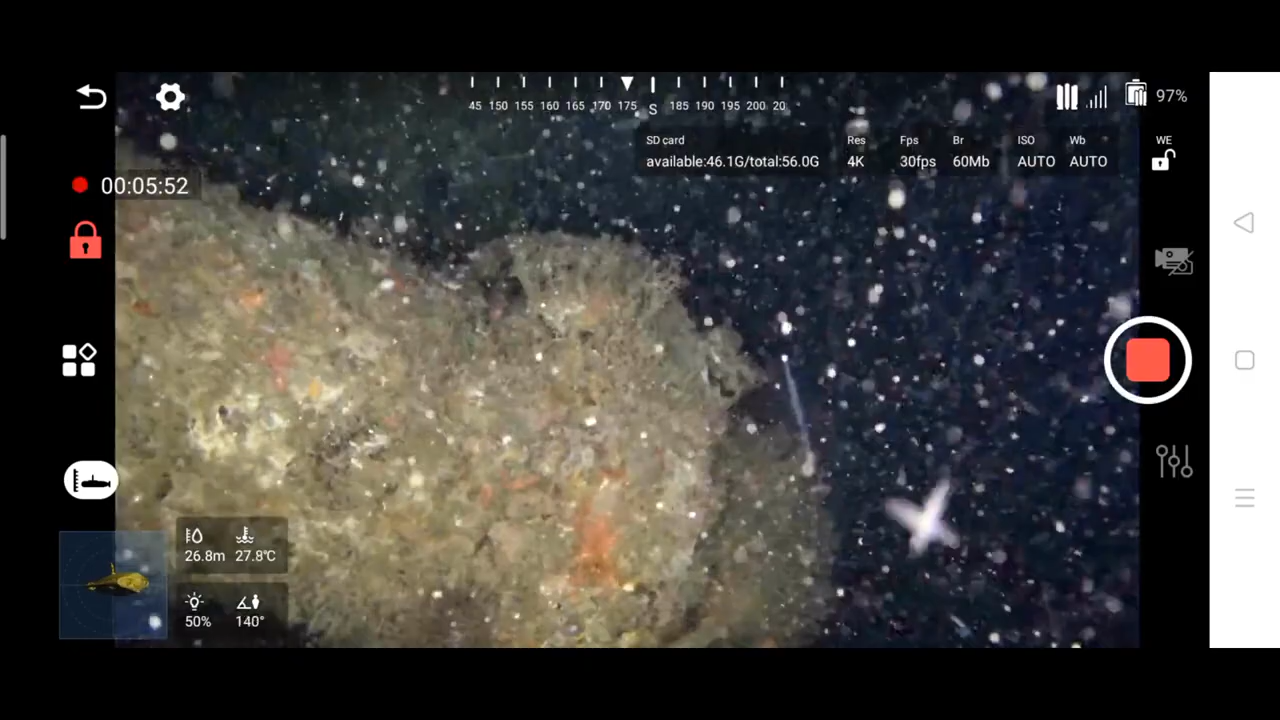 45 150 155 160 165 170 175 S 185 190 195 200 20
97%
SD card Res Fps Br ISO Wb WE
available:46.1G/total:56.0G 4K 30fps 60Mb AUTO AUTO
00:05:52
26.8m 27.8°C
50% 140°